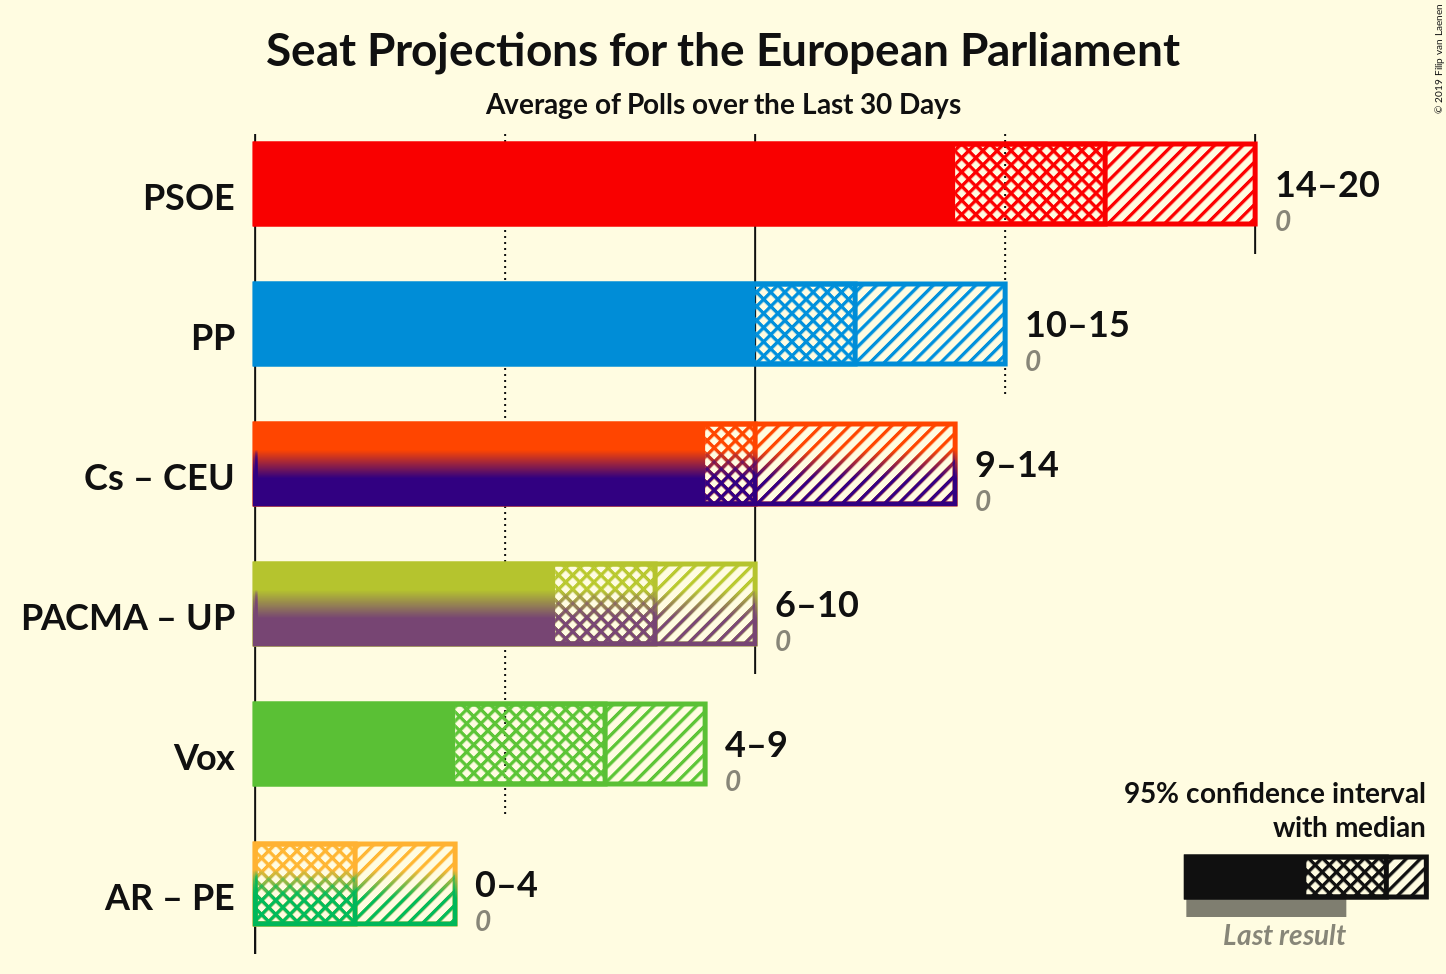 Seat Projections for the European Parliament
Average of Polls over the Last 30 Days
© 2019 Filip van Laenen
PSOE
14–20
0
PP
10–15
0
Cs – CEU
9–14
0
PACMA – UP
6–10
0
Vox
4–9
0
AR – PE
0–4
0
95% confidence interval
with median
Last result